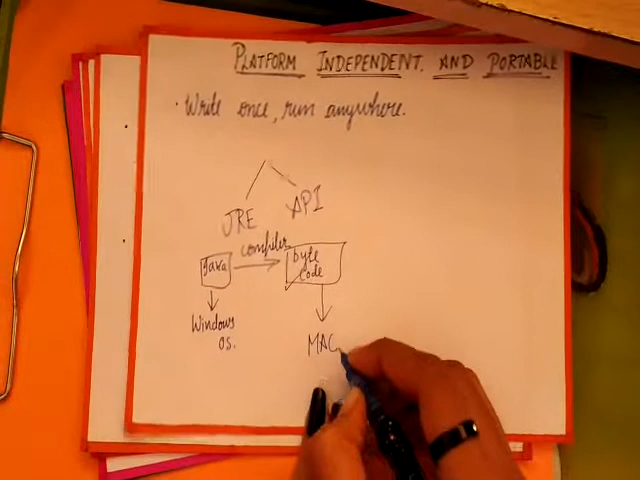 PLATFORM INDEPENDENT AND PORTABLE
· Write once, run anywhere.
JRE API
Java compiler byte code
Windows OS.
MAC